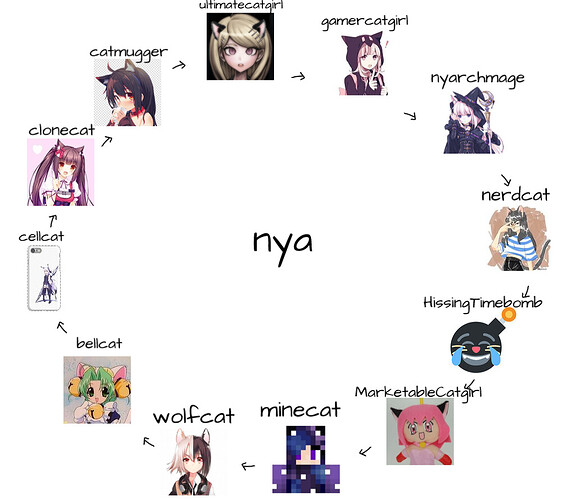 ultimatecatgirl
gamercatgirl
catmugger
nyarchmage
clonecat
nerdcat
cellcat
nya
HissingTimebomb
bellcat
MarketableCatgirl
minecat
wolfcat